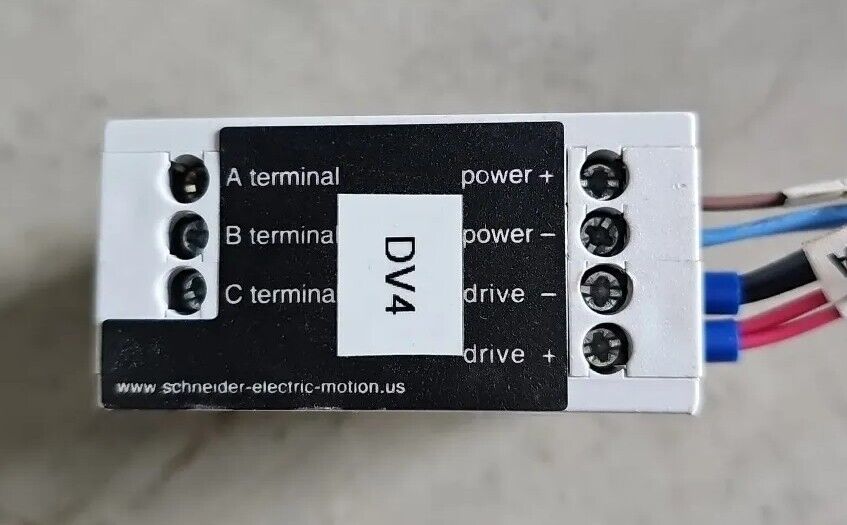 A terminal power +
B terminal power –
C terminal drive –
drive +
DV4
www.schneider-electric-motion.us